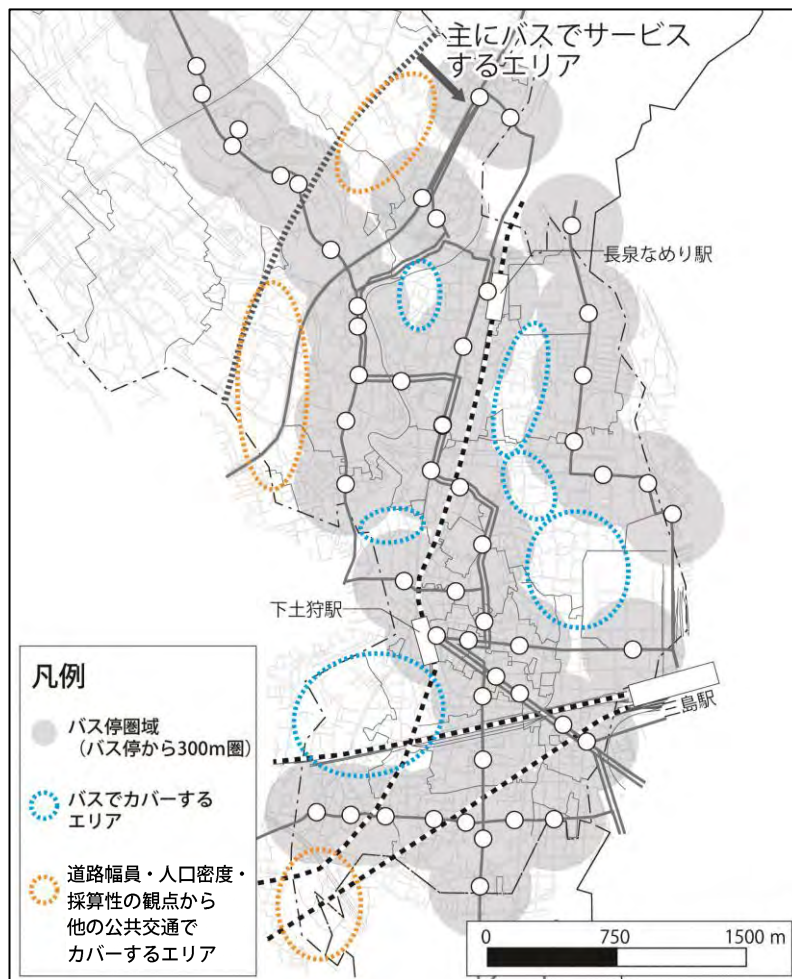 主にバスでサービス
するエリア
長泉なめり駅
下土狩駅
三島駅
凡例
バス停圏域
（バス停から300m圏）
バスでカバーする
エリア
道路幅員・人口密度・
採算性の観点から
他の公共交通で
カバーするエリア
0 750 1500 m